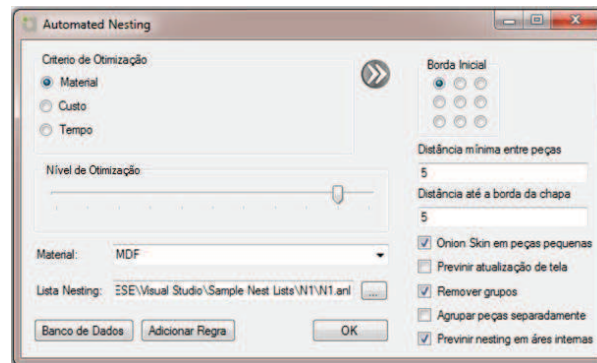 Automated Nesting
Criterio de Otimização
Material
Custo
Tempo
Nível de Otimização
Material:
MDF
Lista Nesting:
ESE\Visual Studio\Sample Nest Lists\N1\N1.anl
...
Banco de Dados
Adicionar Regra
OK
Borda Inicial
Distância mínima entre peças
5
Distância até a borda da chapa
5
Onion Skin em peças pequenas
Previnir atualização de tela
Remover grupos
Agrupar peças separadamente
Previnir nesting em áres internas